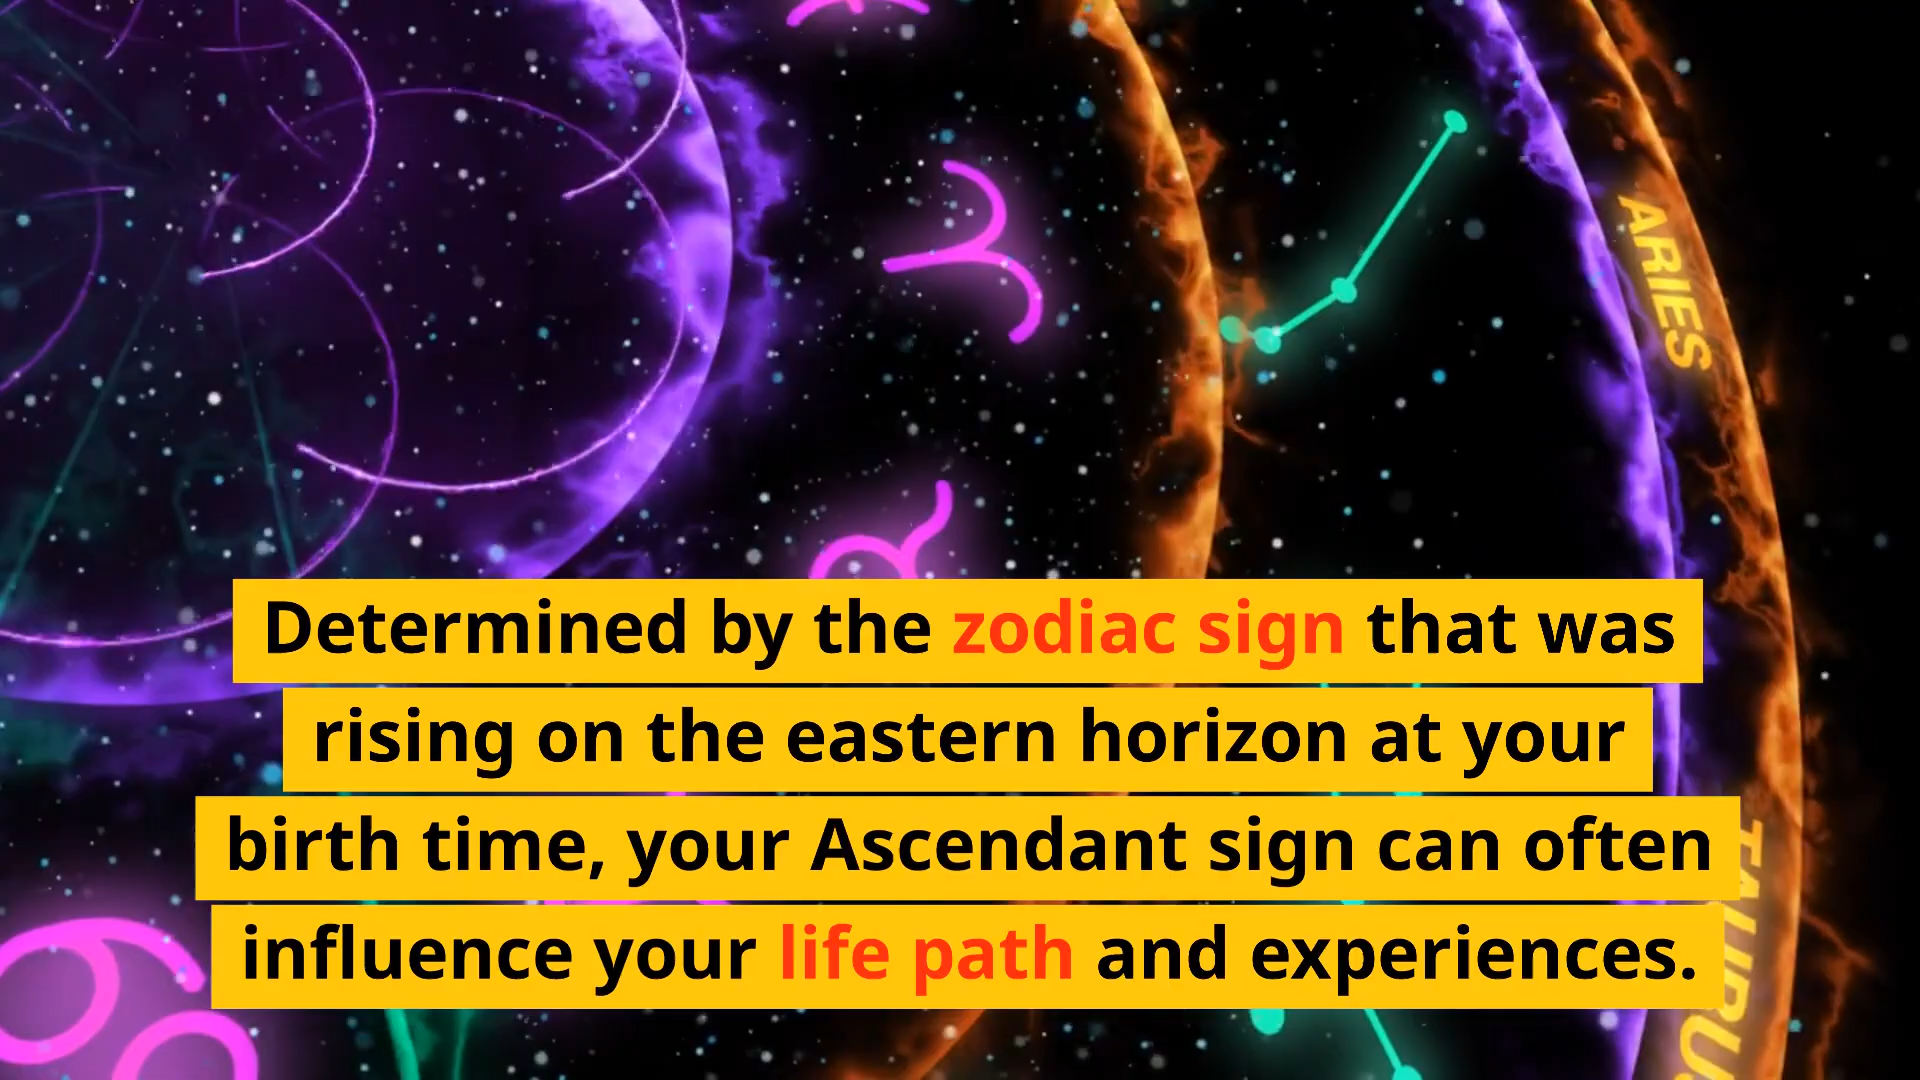 ARIES
Determined by the zodiac sign that was
rising on the eastern horizon at your
birth time, your Ascendant sign can often
influence your life path and experiences.
TAURUS